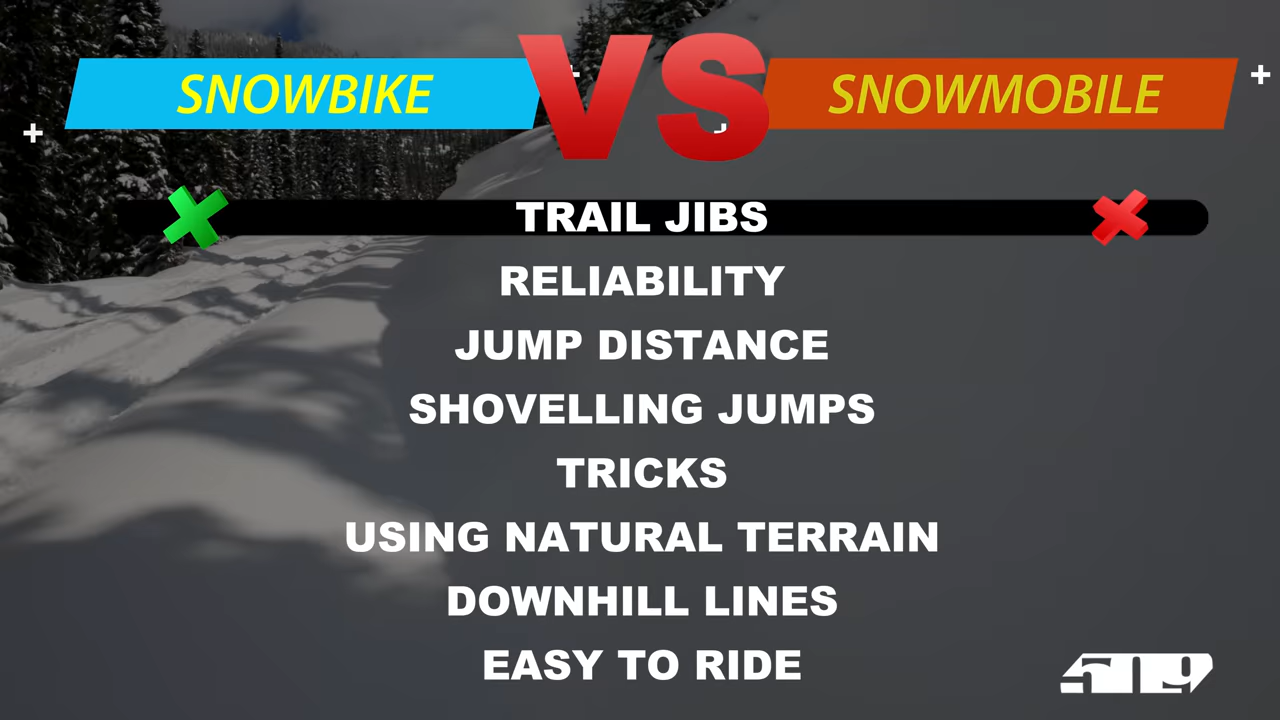 SNOWBIKE VS SNOWMOBILE
TRAIL JIBS
RELIABILITY
JUMP DISTANCE
SHOVELLING JUMPS
TRICKS
USING NATURAL TERRAIN
DOWNHILL LINES
EASY TO RIDE
509